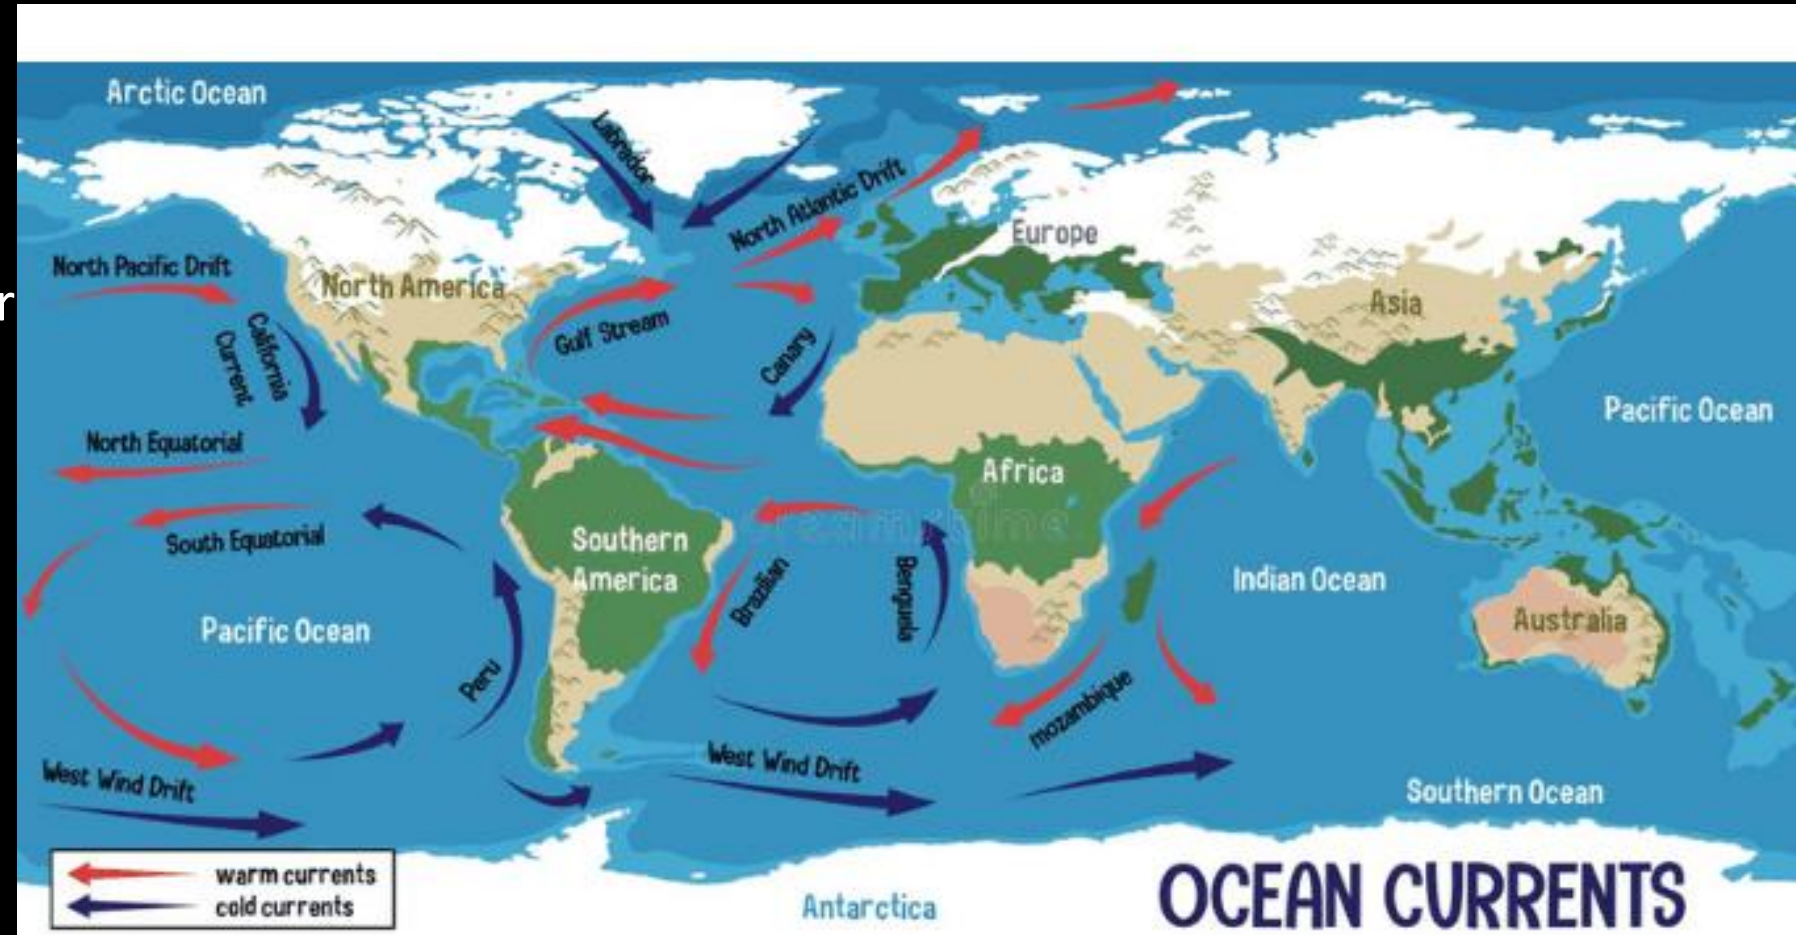 Arctic Ocean
Labrador
North Atlantic Drift
Europe
North Pacific Drift
r
North America
Asia
Gulf Stream
California
Current
Canary
Pacific Ocean
North Equatorial
Africa
South Equatorial
Southern
America
dreamstime
Brazilian
Benguela
Indian Ocean
Australia
Pacific Ocean
Peru
mozambique
West Wind Drift
West Wind Drift
Southern Ocean
warm currents
cold currents
Antarctica
OCEAN CURRENTS